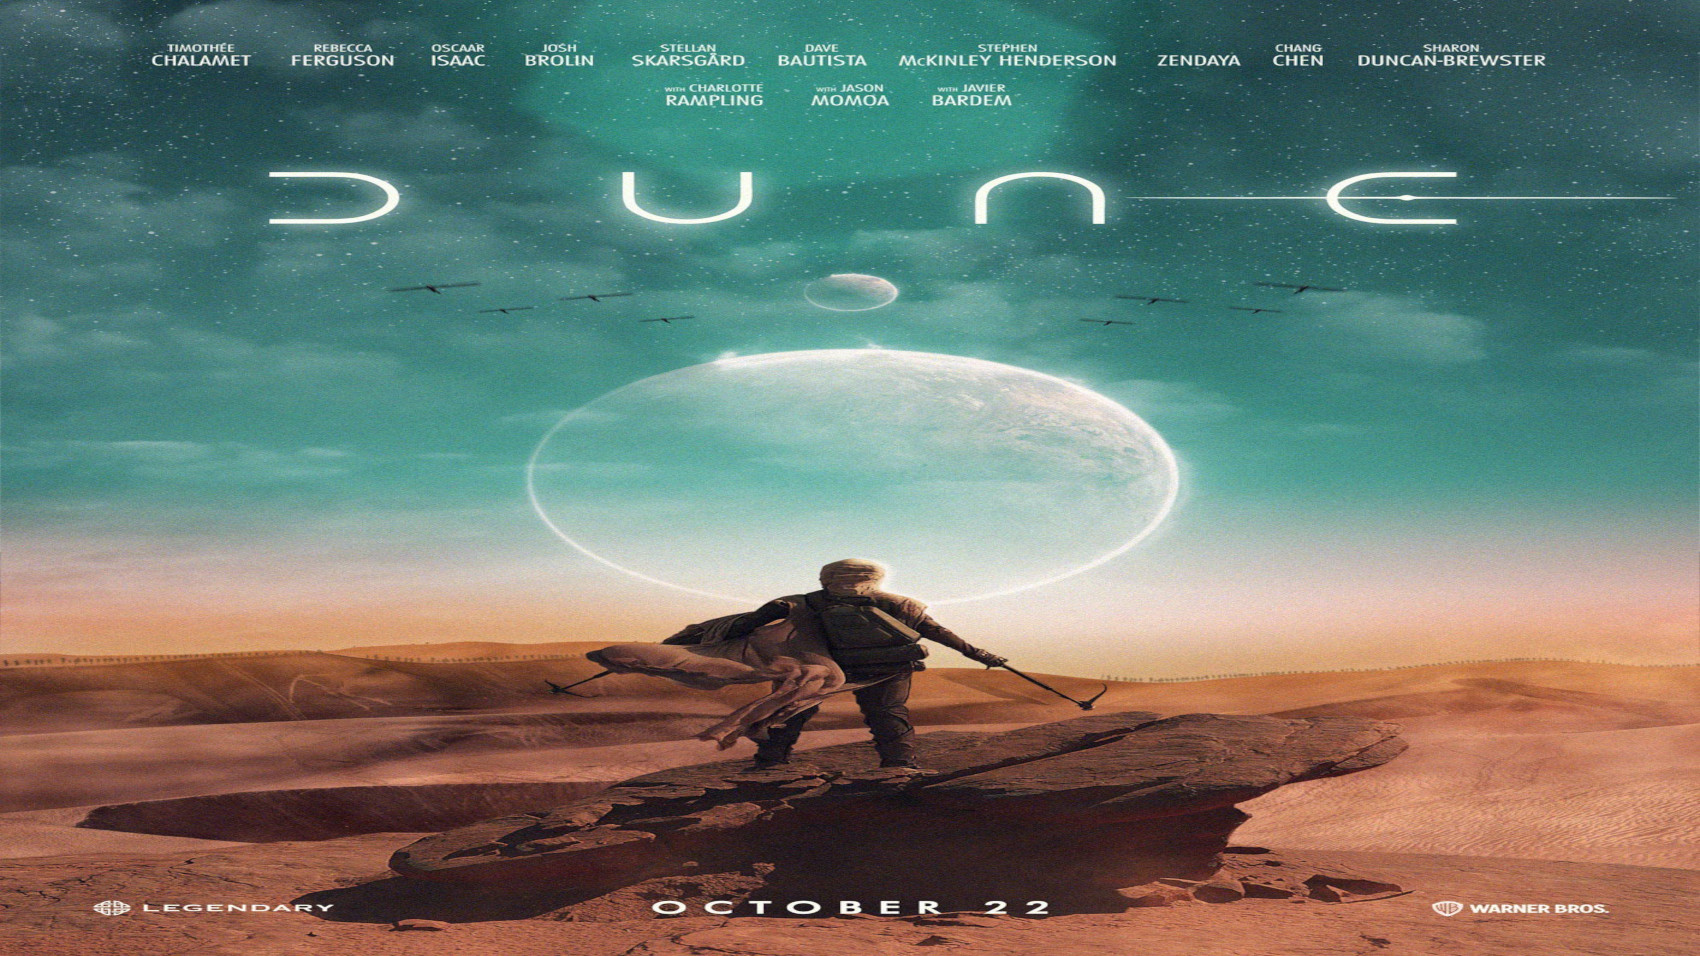 TIMOTHÉE REBECCA OSCAAR JOSH STELLAN DAVE STEPHEN CHANG SHARON
CHALAMET FERGUSON ISAAC BROLIN SKARSGÅRD BAUTISTA McKINLEY HENDERSON ZENDAYA CHEN DUNCAN-BREWSTER
WITH CHARLOTTE WITH JASON WITH JAVIER
RAMPLING MOMOA BARDEM
DUNE
LEGENDARY OCTOBER 22 WB WARNER BROS.